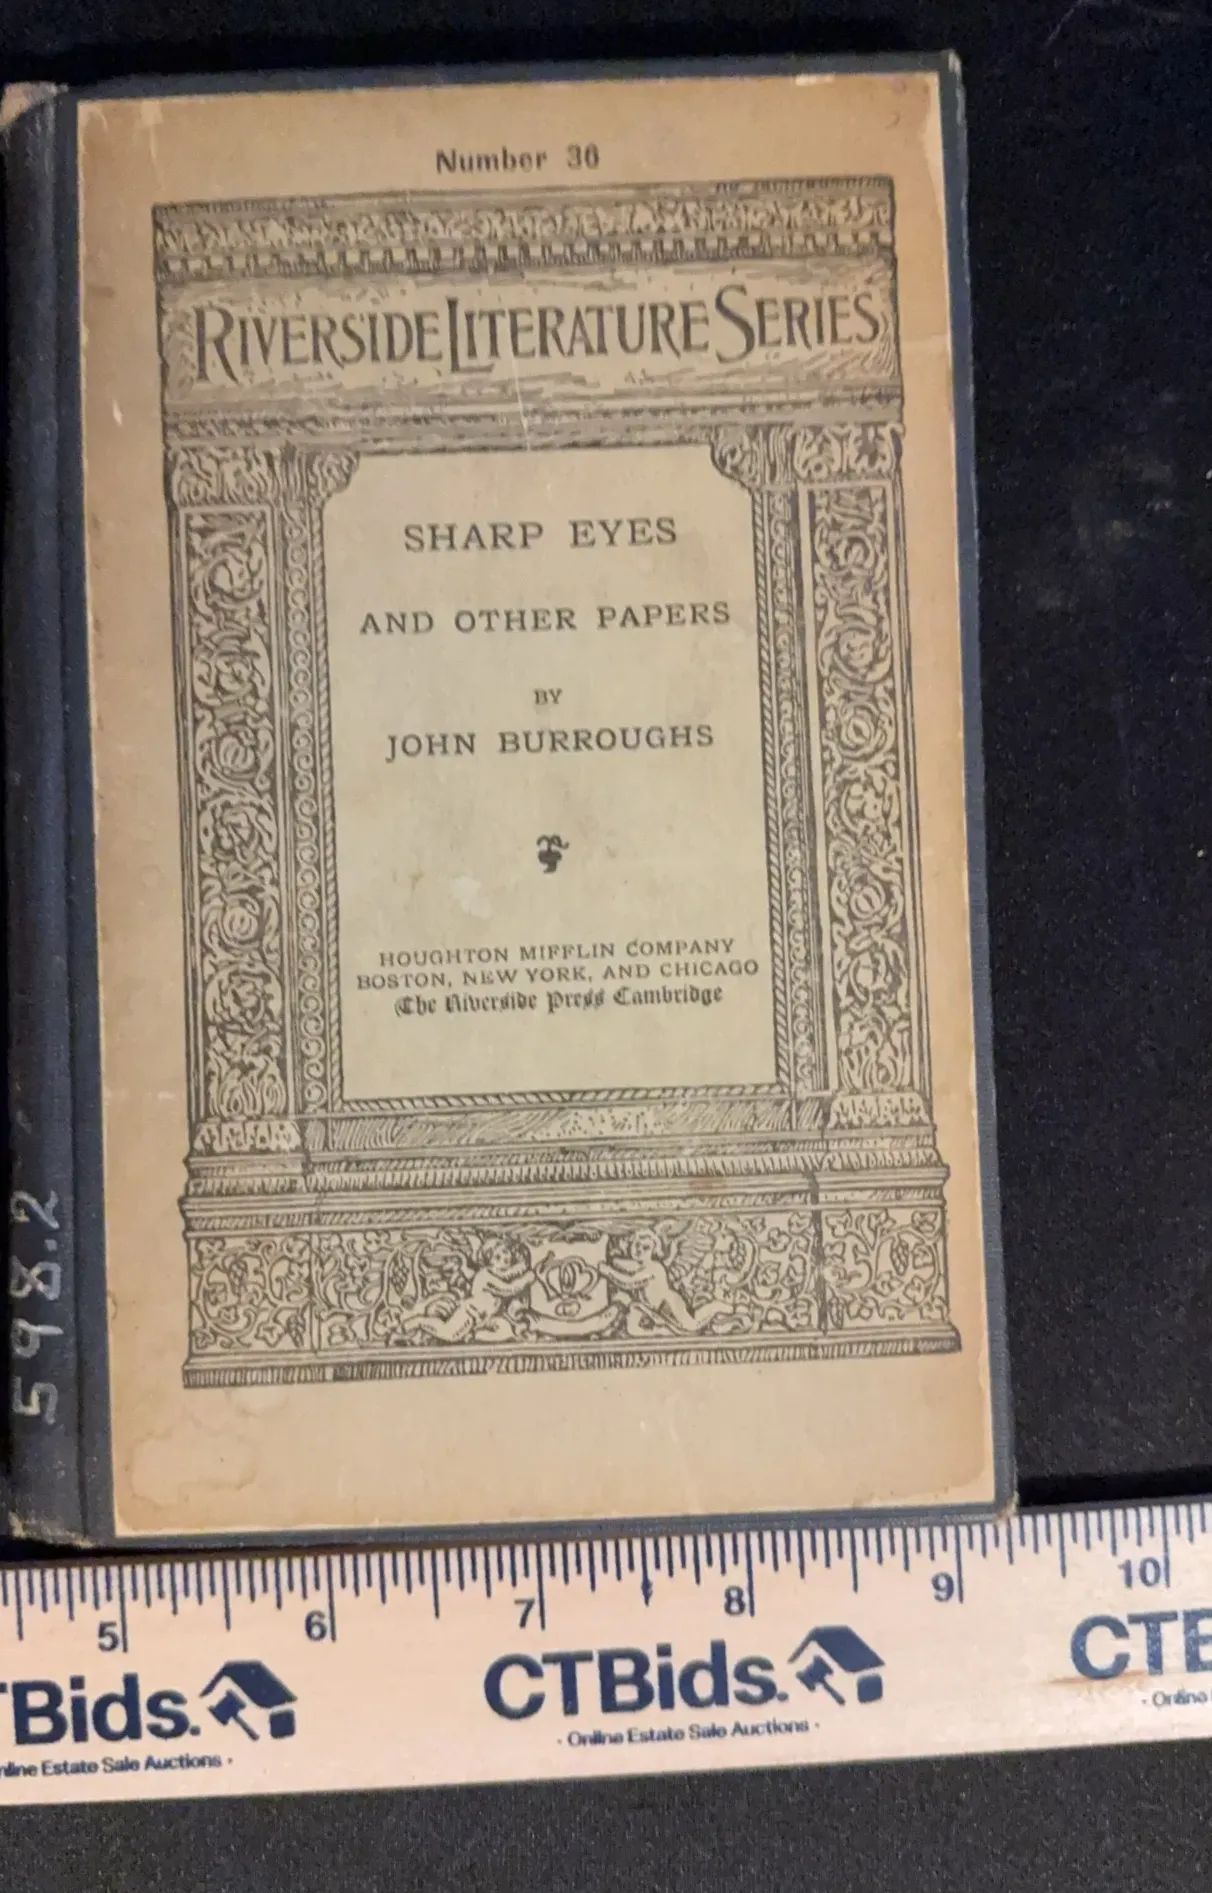 Number 36
RIVERSIDE LITERATURE SERIES
SHARP EYES
AND OTHER PAPERS
BY
JOHN BURROUGHS
HOUGHTON MIFFLIN COMPANY
BOSTON, NEW YORK, AND CHICAGO
The Riverside Press Cambridge
598.2
5 6 7 8 9 10
TBids. CTBids. CTB
nline Estate Sale Auctions · · Online Estate Sale Auctions · · Online